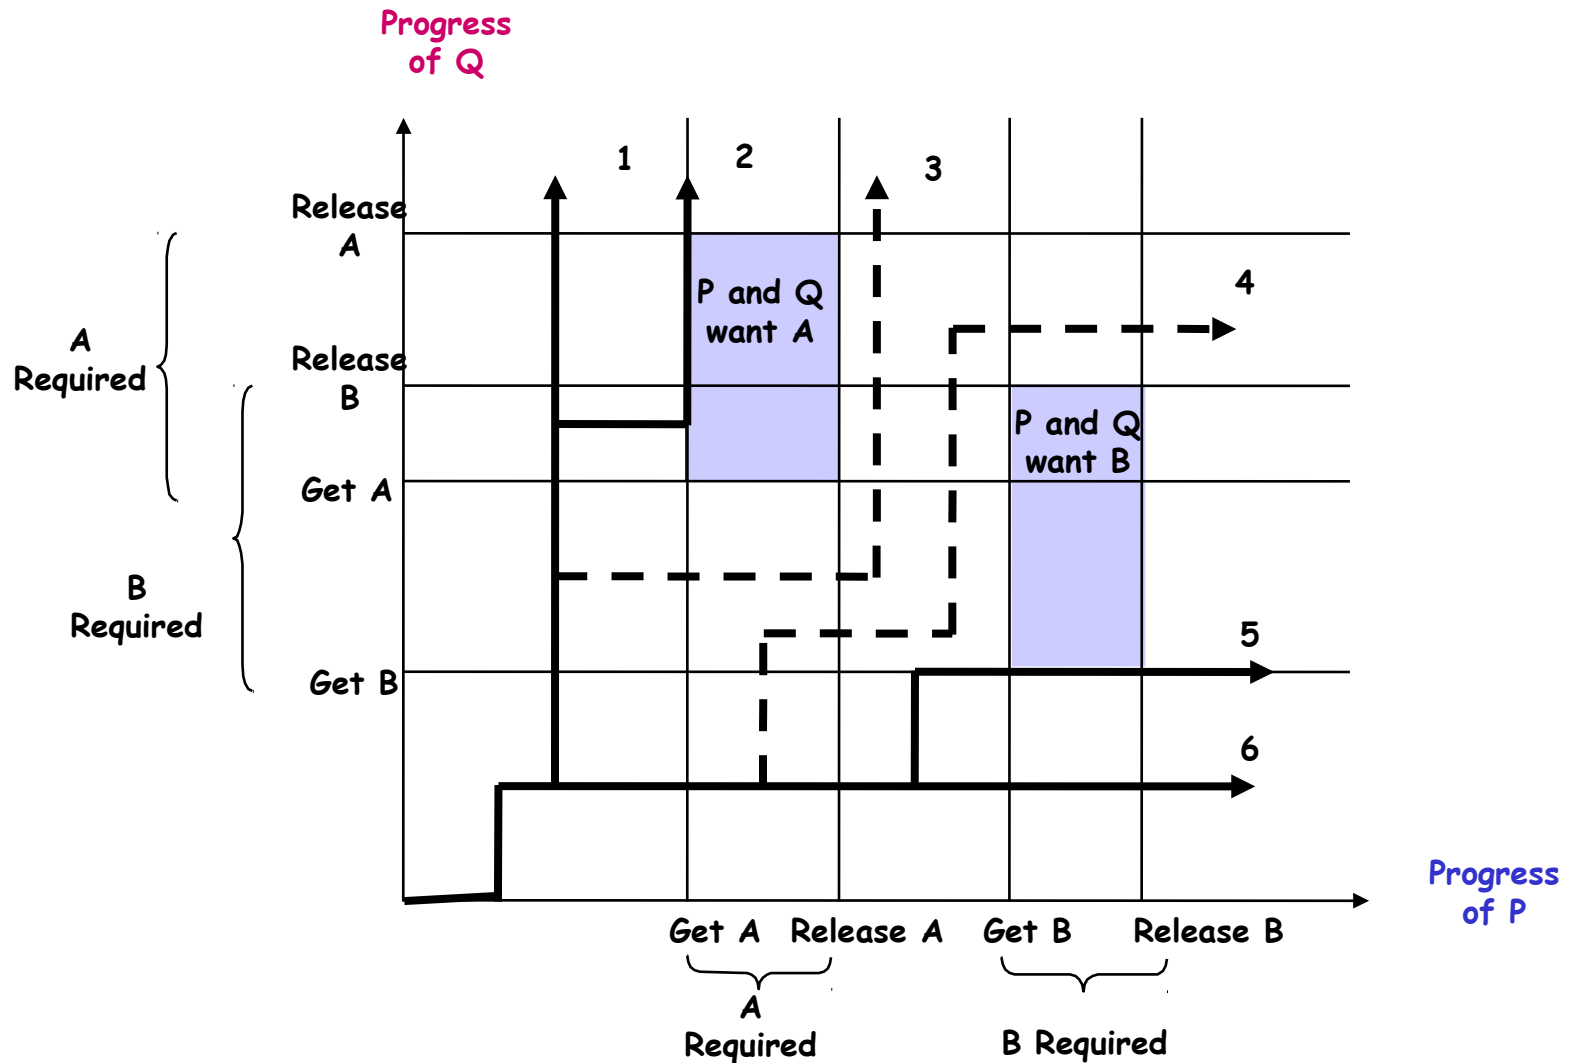 Progress
of Q
1
2
3
Release
A
4
P and Q
want A
A
Required
Release
B
P and Q
want B
Get A
B
Required
5
Get B
6
Progress
of P
Get A
Release A
Get B
Release B
A
Required
B Required